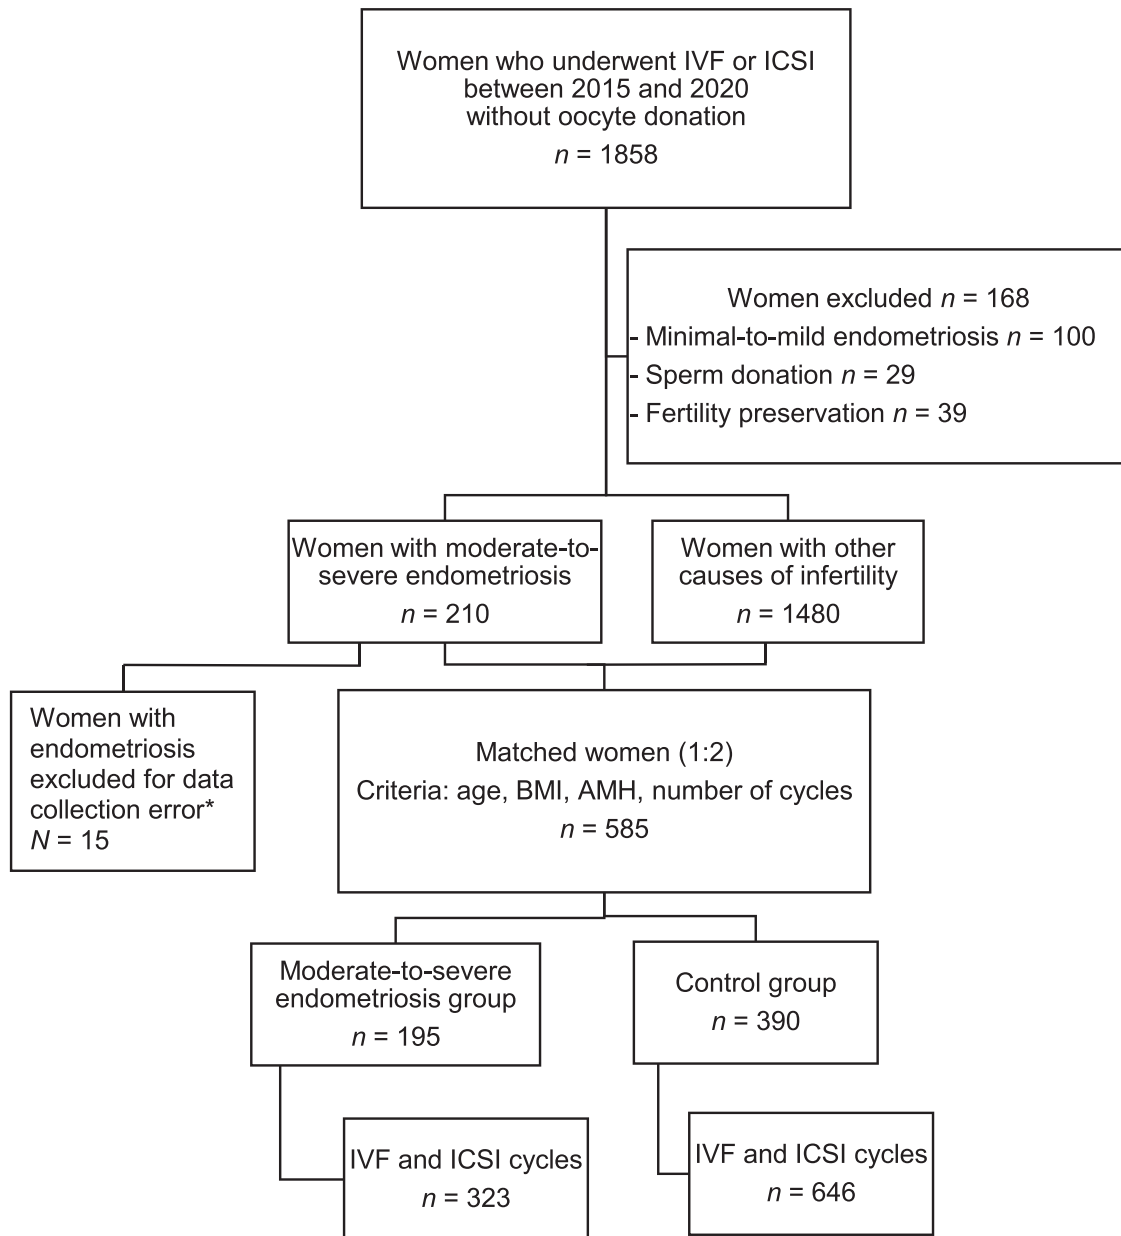 Women who underwent IVF or ICSI
between 2015 and 2020
without oocyte donation
n = 1858
Women excluded n = 168
- Minimal-to-mild endometriosis n = 100
- Sperm donation n = 29
- Fertility preservation n = 39
Women with moderate-to-
severe endometriosis
n = 210
Women with other
causes of infertility
n = 1480
Women with
endometriosis
excluded for data
collection error*
N = 15
Matched women (1:2)
Criteria: age, BMI, AMH, number of cycles
n = 585
Moderate-to-severe
endometriosis group
n = 195
Control group
n = 390
IVF and ICSI cycles
n = 323
IVF and ICSI cycles
n = 646